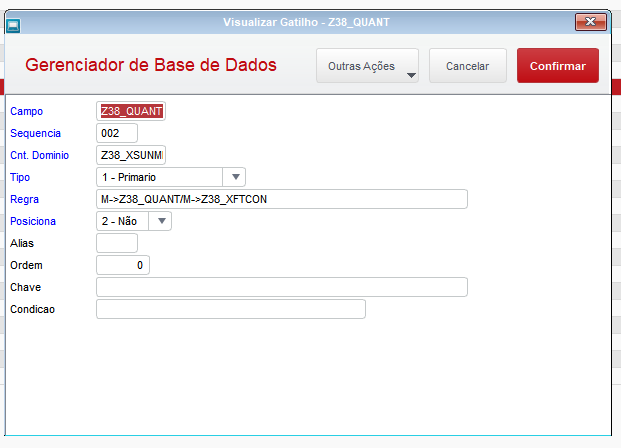 Visualizar Gatilho - Z38_QUANT
Gerenciador de Base de Dados
Outras Ações
Cancelar
Confirmar
Campo Z38_QUANT
Sequencia 002
Cnt. Dominio
Tipo 1 - Primario
Regra M->Z38_QUANT/M->Z38_XFTCON
Posiciona 2 - Não
Alias
Ordem 0
Chave
Condicao